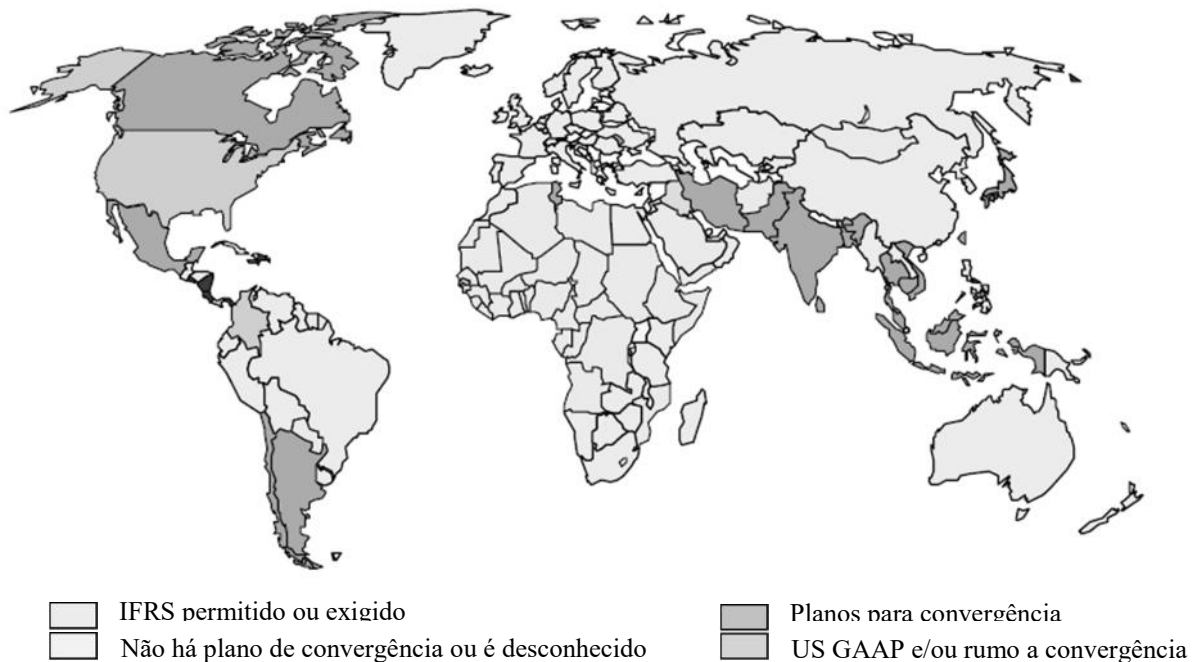 IFRS permitido ou exigido
Não há plano de convergência ou é desconhecido
Planos para convergência
US GAAP e/ou rumo a convergência